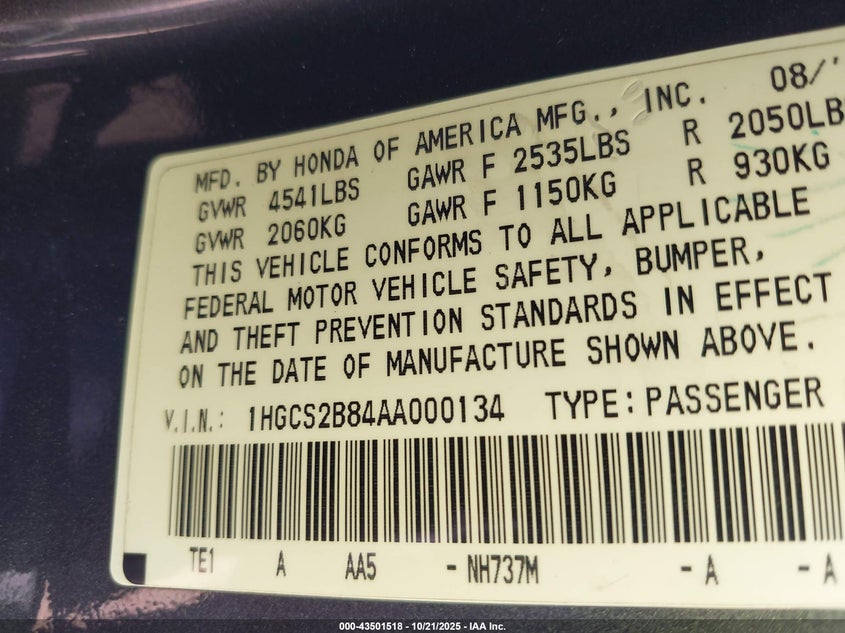 MFD. BY HONDA OF AMERICA MFG., INC. 08/
GVWR 4541LBS GAWR F 2535LBS R 2050LB
GVWR 2060KG GAWR F 1150KG R 930KG
THIS VEHICLE CONFORMS TO ALL APPLICABLE
FEDERAL MOTOR VEHICLE SAFETY, BUMPER,
AND THEFT PREVENTION STANDARDS IN EFFECT
ON THE DATE OF MANUFACTURE SHOWN ABOVE.
V.I.N.: 1HGCS2B84AA000134 TYPE: PASSENGER
TE1 A AA5 - NH737M - A - A
000-43501518 - 10/21/2025 - IAA Inc.